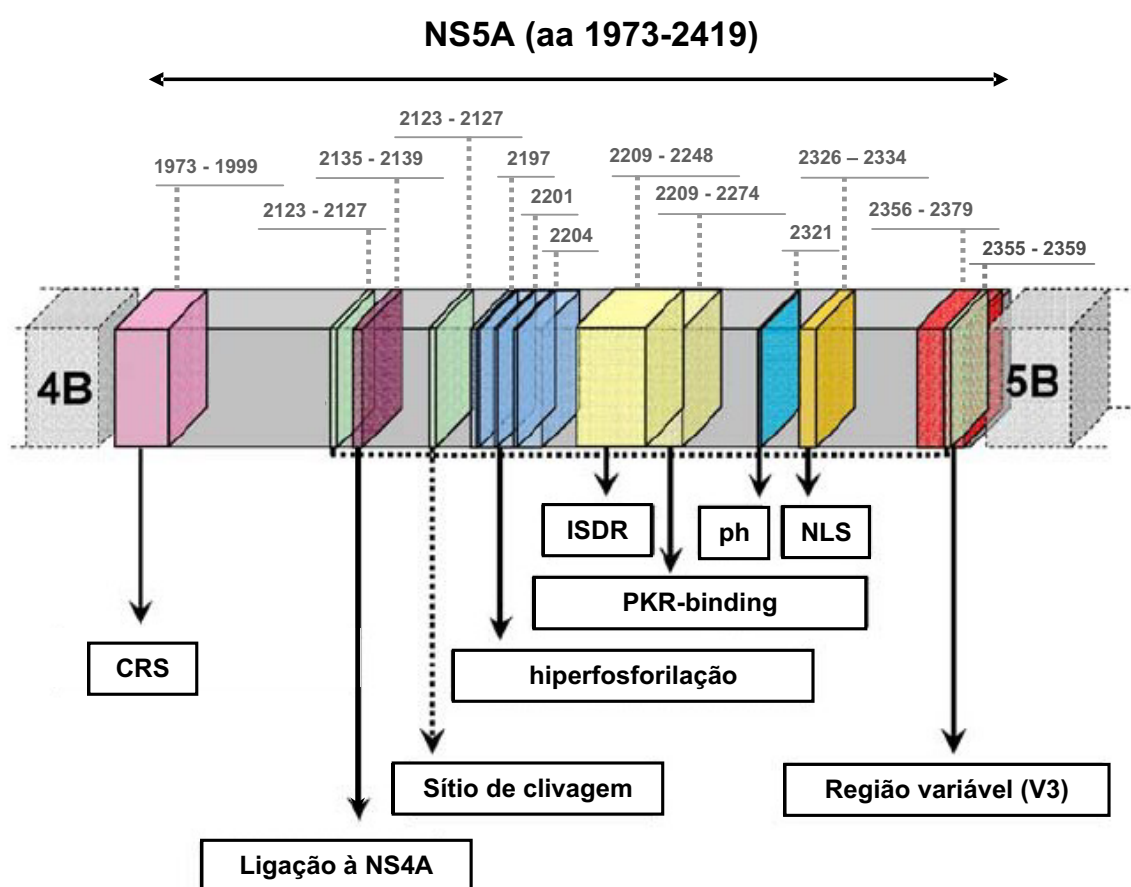 NS5A (aa 1973-2419)
2123 - 2127
1973 - 1999
2135 - 2139
2197
2209 - 2248
2326 – 2334
2123 - 2127
2201
2209 - 2274
2356 - 2379
2204
2321
2355 - 2359
4B
5B
ISDR
ph
NLS
PKR-binding
CRS
hiperfosforilação
Sítio de clivagem
Região variável (V3)
Ligação à NS4A